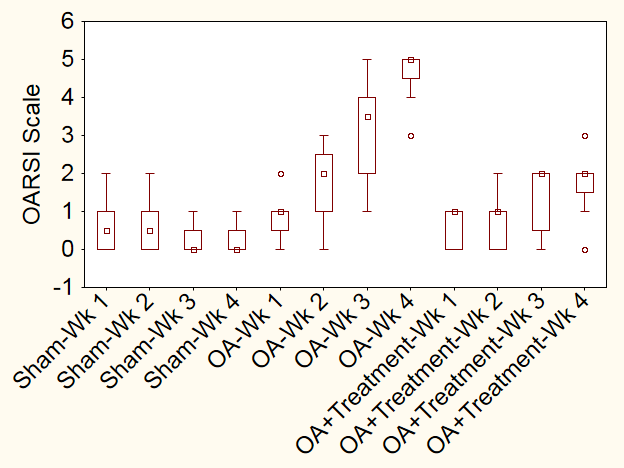 OARSI Scale
6
5
4
3
2
1
0
-1
Sham-Wk 1
Sham-Wk 2
Sham-Wk 3
Sham-Wk 4
OA-Wk 1
OA-Wk 2
OA-Wk 3
OA-Wk 4
OA+Treatment-Wk 1
OA+Treatment-Wk 2
OA+Treatment-Wk 3
OA+Treatment-Wk 4